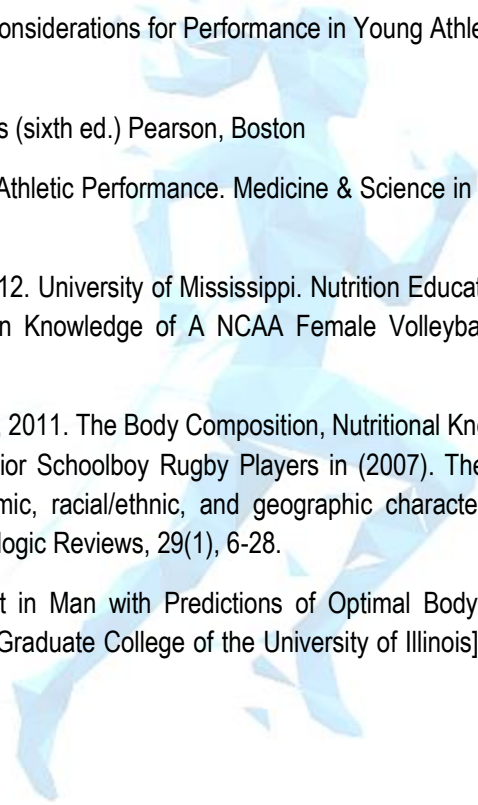 onsiderations for Performance in Young Athle
s (sixth ed.) Pearson, Boston
Athletic Performance. Medicine & Science in
12. University of Mississippi. Nutrition Educat
n Knowledge of A NCAA Female Volleyba
2011. The Body Composition, Nutritional Kno
ior Schoolboy Rugby Players in (2007). The
mic, racial/ethnic, and geographic characte
logic Reviews, 29(1), 6-28.
t in Man with Predictions of Optimal Body
Graduate College of the University of Illinois]